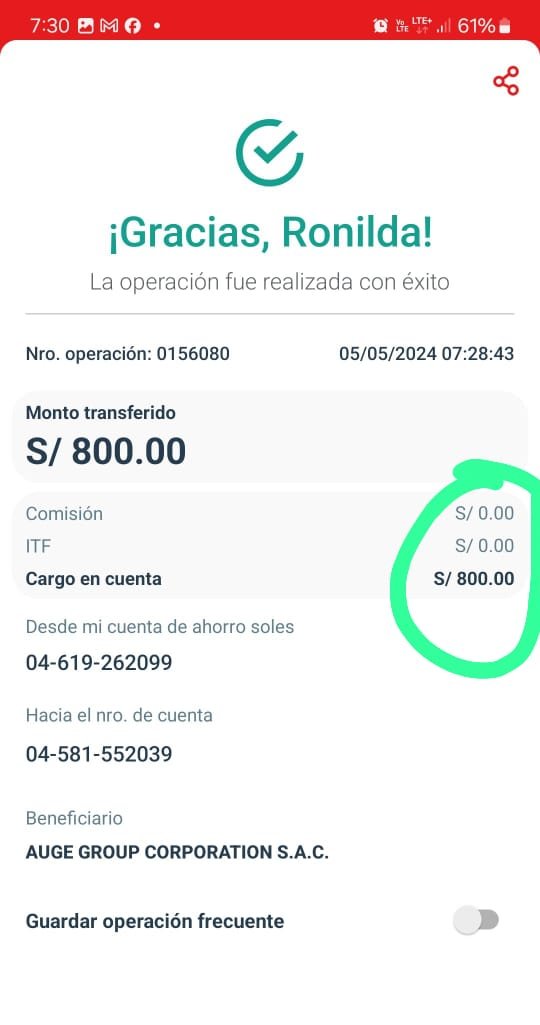 7:30 Vo LTE LTE+ 61%
¡Gracias, Ronilda!
La operación fue realizada con éxito
Nro. operación: 0156080 05/05/2024 07:28:43
Monto transferido
S/ 800.00
Comisión S/ 0.00
ITF S/ 0.00
Cargo en cuenta S/ 800.00
Desde mi cuenta de ahorro soles
04-619-262099
Hacia el nro. de cuenta
04-581-552039
Beneficiario
AUGE GROUP CORPORATION S.A.C.
Guardar operación frecuente